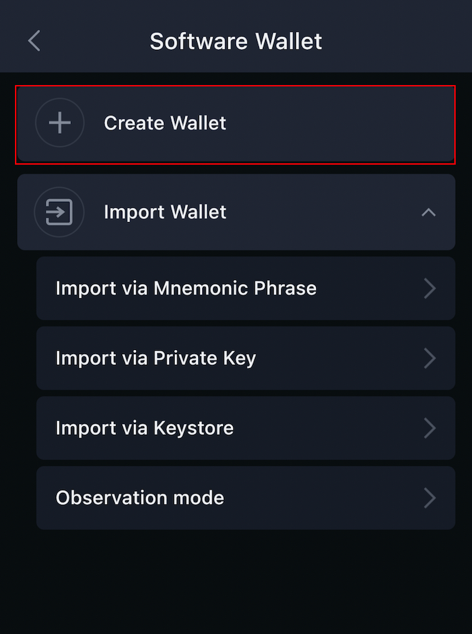 Software Wallet
Create Wallet
Import Wallet
Import via Mnemonic Phrase
Import via Private Key
Import via Keystore
Observation mode